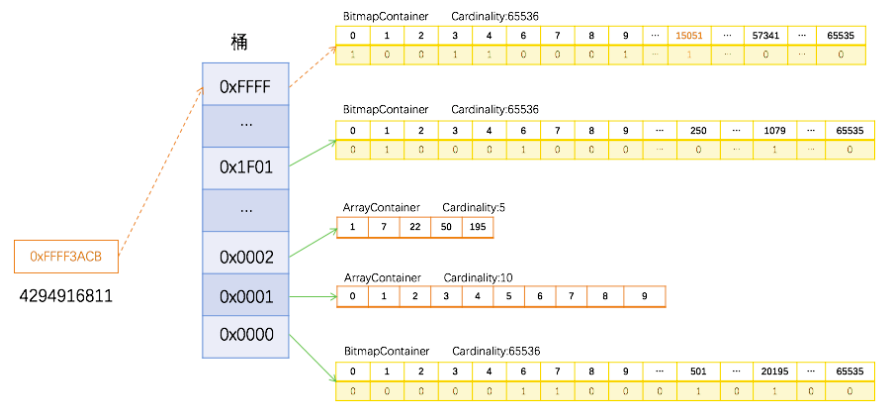 BitmapContainer Cardinality:65536
0 1 2 3 4 6 7 8 9 ... 15051 ... 57341 ... 65535
1 0 0 1 1 0 0 0 1 ... 1 ... 0 ... 0
桶
0xFFFF
...
0x1F01
...
0x0002
0x0001
0x0000
BitmapContainer Cardinality:65536
0 1 2 3 4 6 7 8 9 ... 250 ... 1079 ... 65535
0 1 0 0 0 1 0 0 0 ... 0 ... 1 ... 0
ArrayContainer Cardinality:5
1 7 22 50 195
0xFFFF3ACB
4294916811
ArrayContainer Cardinality:10
0 1 2 3 4 5 6 7 8 9
BitmapContainer Cardinality:65536
0 1 2 3 4 6 7 8 9 ... 501 ... 20195 ... 65535
0 0 0 0 0 1 1 0 0 0 1 0 1 0 0